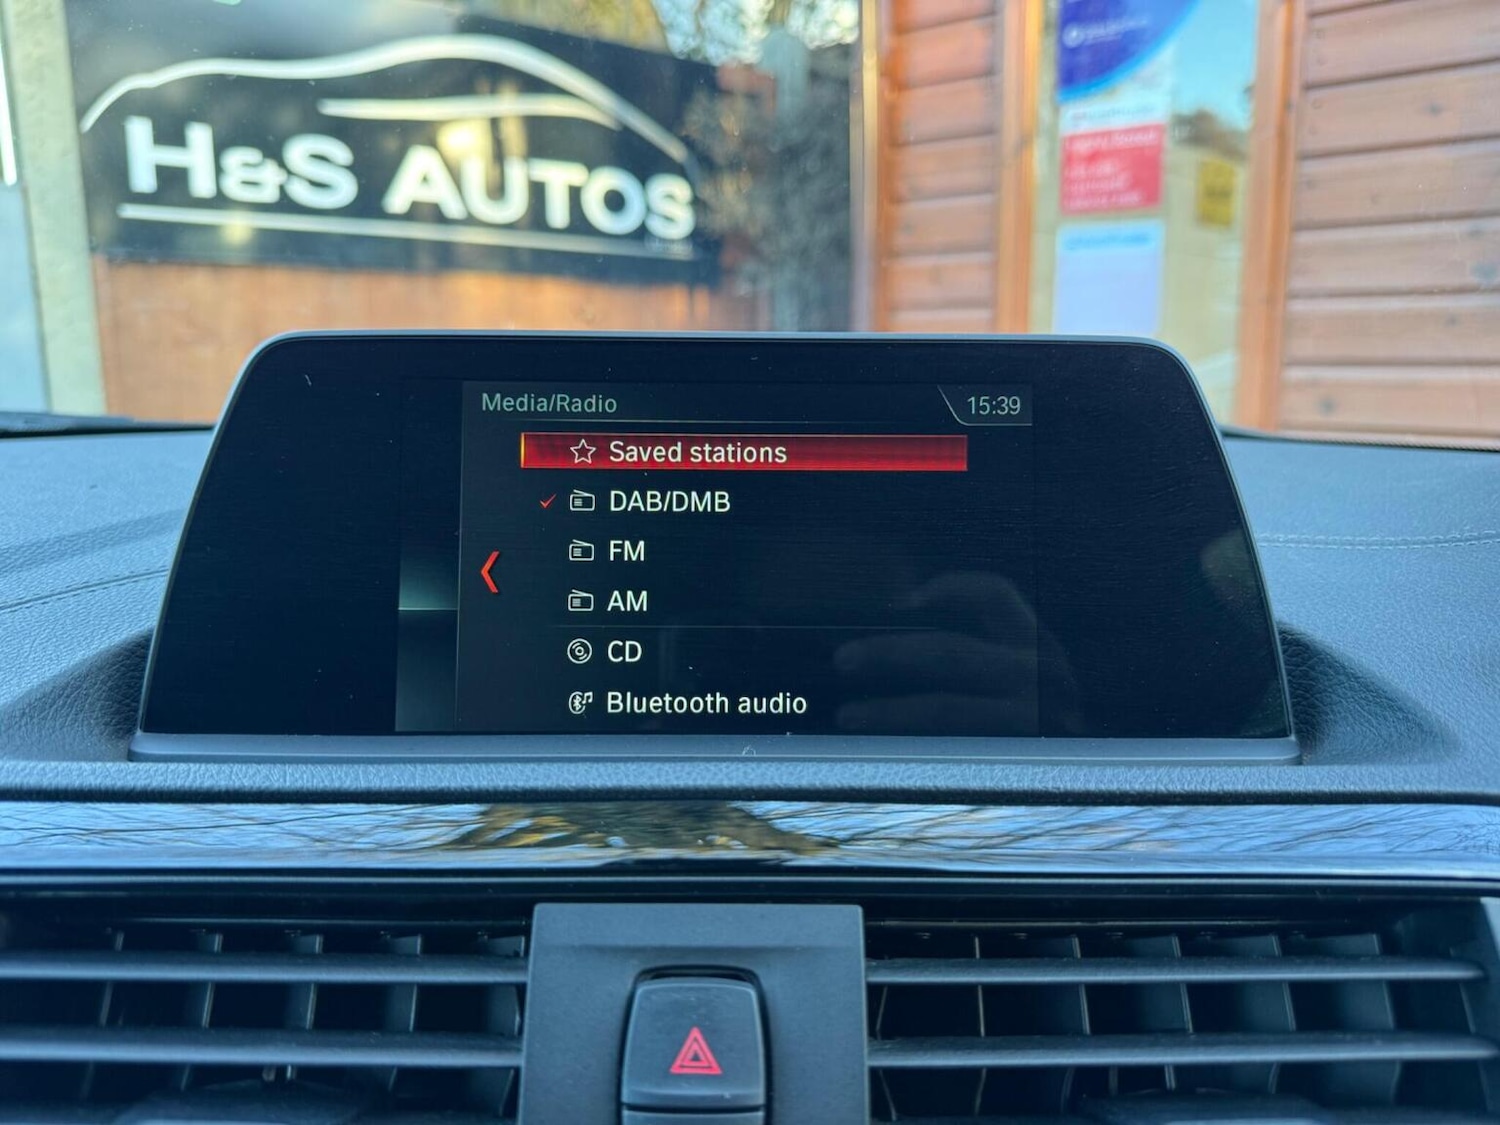 H&S AUTOS
Media/Radio
15:39
Saved stations
DAB/DMB
FM
AM
CD
Bluetooth audio